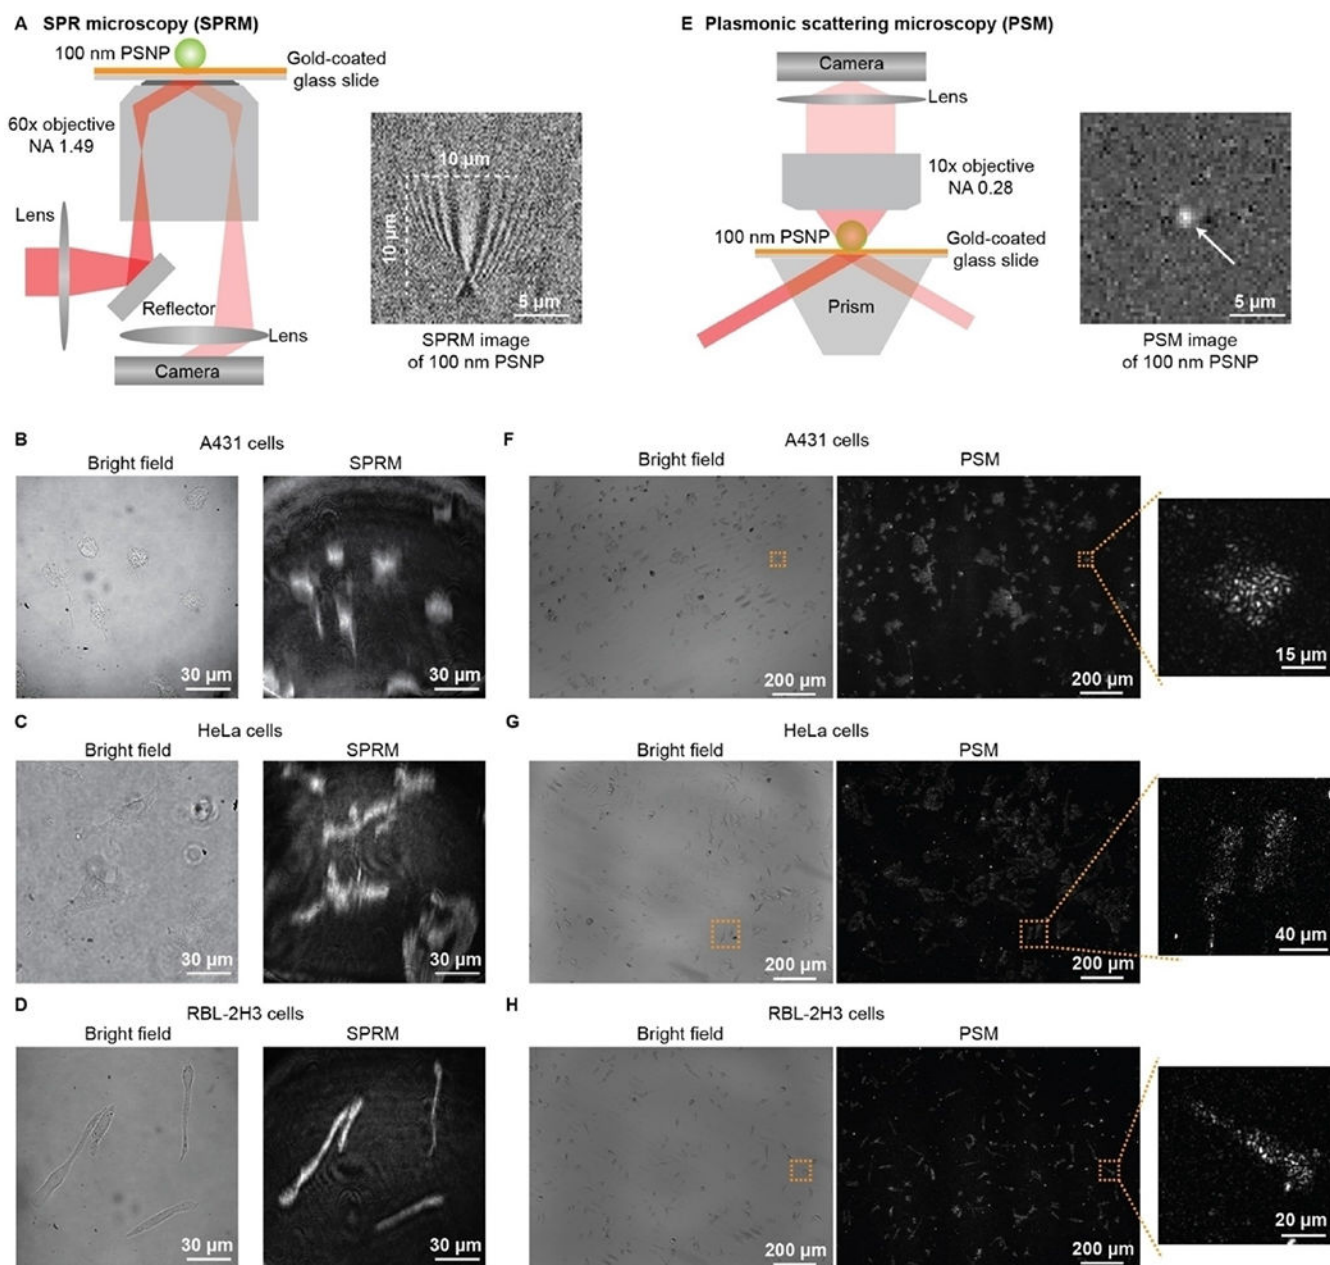 A SPR microscopy (SPRM)
100 nm PSNP
Gold-coated
glass slide
60x objective
NA 1.49
Lens
Reflector
Lens
Camera
10 µm
10 µm
5 µm
SPRM image
of 100 nm PSNP
E Plasmonic scattering microscopy (PSM)
Camera
Lens
10x objective
NA 0.28
100 nm PSNP
Gold-coated
glass slide
Prism
5 µm
PSM image
of 100 nm PSNP
B A431 cells
Bright field SPRM
30 µm 30 µm
F A431 cells
Bright field PSM
200 µm 200 µm 15 µm
C HeLa cells
Bright field SPRM
30 µm 30 µm
G HeLa cells
Bright field PSM
200 µm 200 µm 40 µm
D RBL-2H3 cells
Bright field SPRM
30 µm 30 µm
H RBL-2H3 cells
Bright field PSM
200 µm 200 µm 20 µm